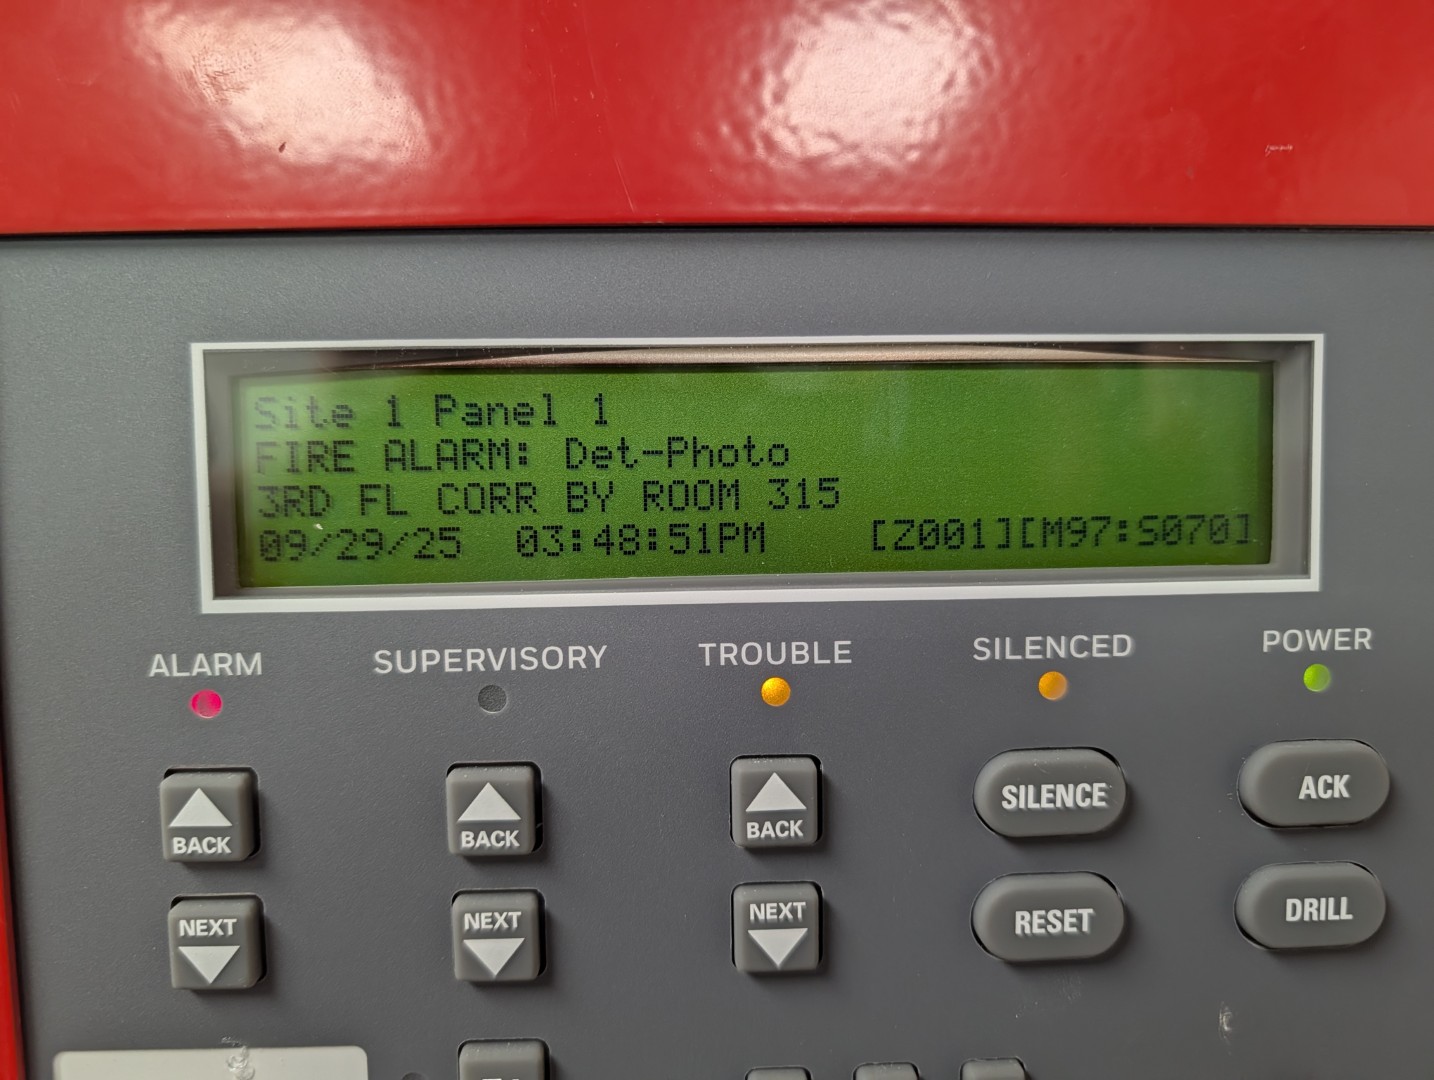 Site 1 Panel 1
FIRE ALARM: Det-Photo
3RD FL CORR BY ROOM 315
09/29/25 03:48:51PM [Z001][M97:S070]
ALARM SUPERVISORY TROUBLE SILENCED POWER
BACK BACK BACK SILENCE ACK
NEXT NEXT NEXT RESET DRILL